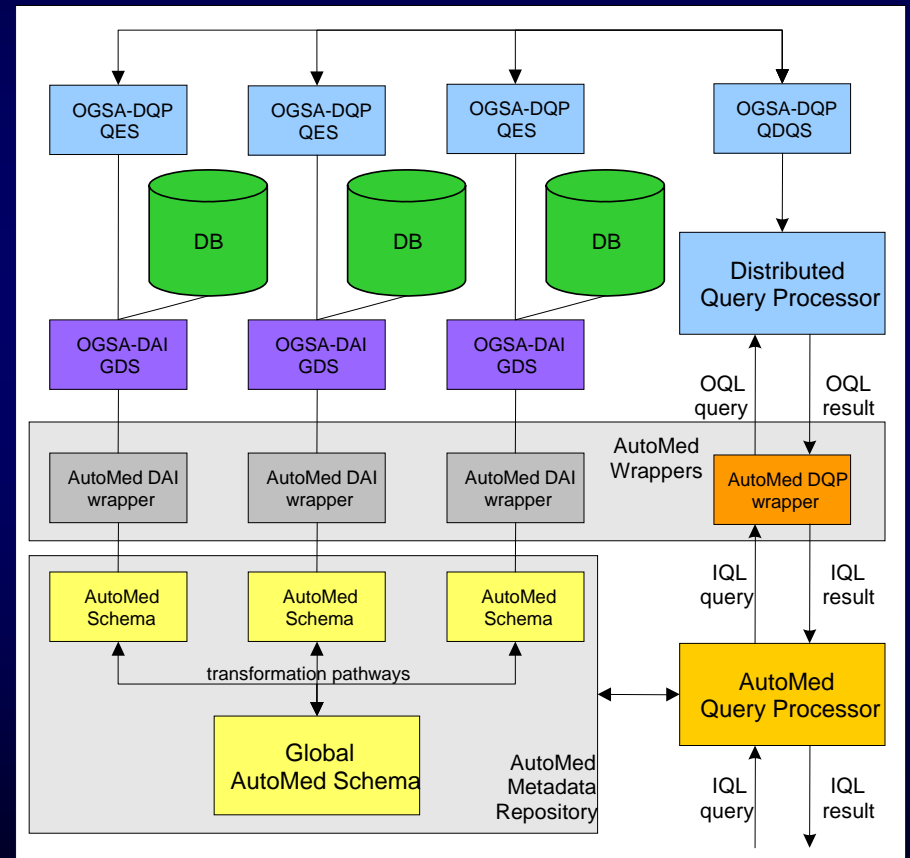 OGSA-DQP
QES
OGSA-DQP
QES
OGSA-DQP
QES
OGSA-DQP
QDQS
DB
DB
DB
Distributed
Query Processor
OGSA-DAI
GDS
OGSA-DAI
GDS
OGSA-DAI
GDS
OQL
query
OQL
result
AutoMed
Wrappers
AutoMed DAI
wrapper
AutoMed DAI
wrapper
AutoMed DAI
wrapper
AutoMed DQP
wrapper
AutoMed
Schema
AutoMed
Schema
AutoMed
Schema
IQL
query
IQL
result
transformation pathways
AutoMed
Query Processor
Global
AutoMed Schema
AutoMed
Metadata
Repository
IQL
query
IQL
result